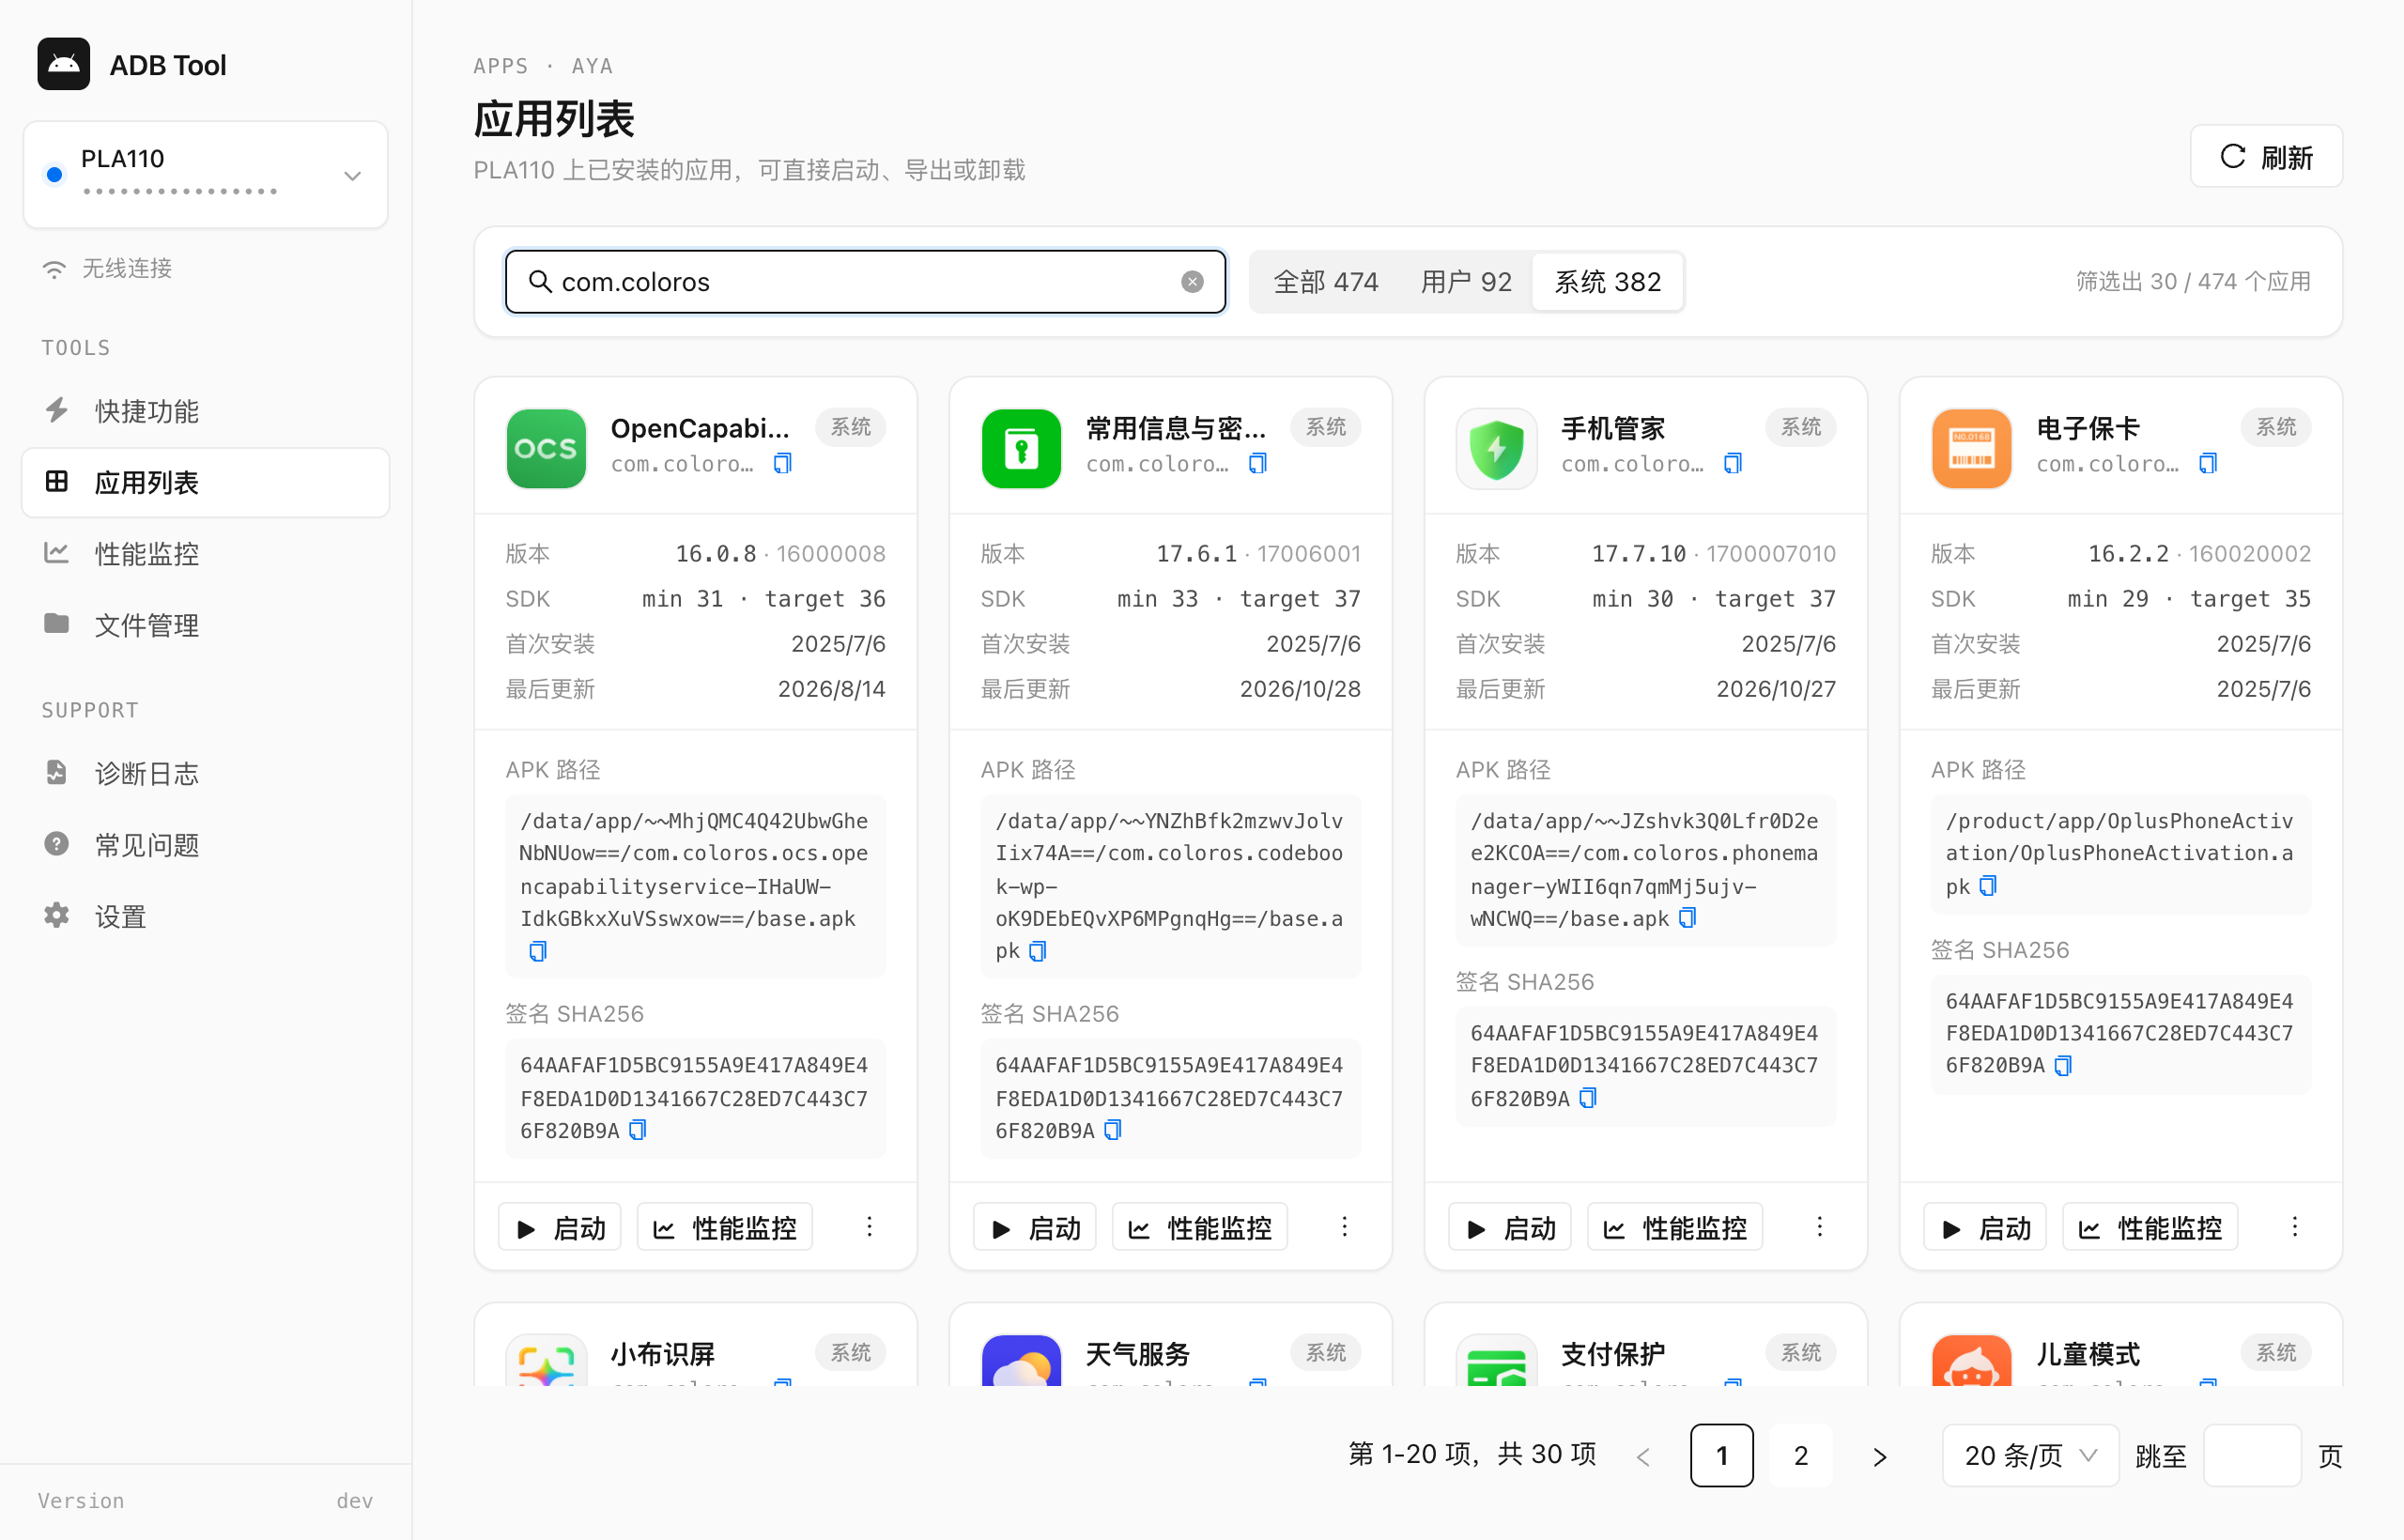 ADB Tool
PLA110
无线连接
TOOLS
快捷功能
应用列表
性能监控
文件管理
SUPPORT
诊断日志
常见问题
设置
Version dev
APPS · AYA
应用列表
PLA110 上已安装的应用，可直接启动、导出或卸载
刷新
com.coloros
全部 474 用户 92 系统 382
筛选出 30 / 474 个应用
OCS
OpenCapabi... 系统
com.coloro...
版本 16.0.8 · 16000008
SDK min 31 · target 36
首次安装 2025/7/6
最后更新 2026/8/14
APK 路径
/data/app/~~MhjQMC4Q42UbwGhe
NbNUow==/com.coloros.ocs.ope
ncapabilityservice-IHaUW-
IdkGBkxXuVSswxow==/base.apk
签名 SHA256
64AAFAF1D5BC9155A9E417A849E4
F8EDA1D0D1341667C28ED7C443C7
6F820B9A
启动 性能监控
常用信息与密... 系统
com.coloro...
版本 17.6.1 · 17006001
SDK min 33 · target 37
首次安装 2025/7/6
最后更新 2026/10/28
APK 路径
/data/app/~~YNZhBfk2mzwvJolv
Iix74A==/com.coloros.codeboo
k-wp-
oK9DEbEQvXP6MPgnqHg==/base.a
pk
签名 SHA256
64AAFAF1D5BC9155A9E417A849E4
F8EDA1D0D1341667C28ED7C443C7
6F820B9A
启动 性能监控
手机管家 系统
com.coloro...
版本 17.7.10 · 1700007010
SDK min 30 · target 37
首次安装 2025/7/6
最后更新 2026/10/27
APK 路径
/data/app/~~JZshvk3Q0Lfr0D2e
e2KCOA==/com.coloros.phonema
nager-yWII6qn7qmMj5ujv-
wNCWQ==/base.apk
签名 SHA256
64AAFAF1D5BC9155A9E417A849E4
F8EDA1D0D1341667C28ED7C443C7
6F820B9A
启动 性能监控
NO.0168
电子保卡 系统
com.coloro...
版本 16.2.2 · 160020002
SDK min 29 · target 35
首次安装 2025/7/6
最后更新 2025/7/6
APK 路径
/product/app/OplusPhoneActiv
ation/OplusPhoneActivation.a
pk
签名 SHA256
64AAFAF1D5BC9155A9E417A849E4
F8EDA1D0D1341667C28ED7C443C7
6F820B9A
启动 性能监控
小布识屏 系统
天气服务 系统
支付保护 系统
儿童模式 系统
第 1-20 项，共 30 项
1 2
20 条/页
跳至 页